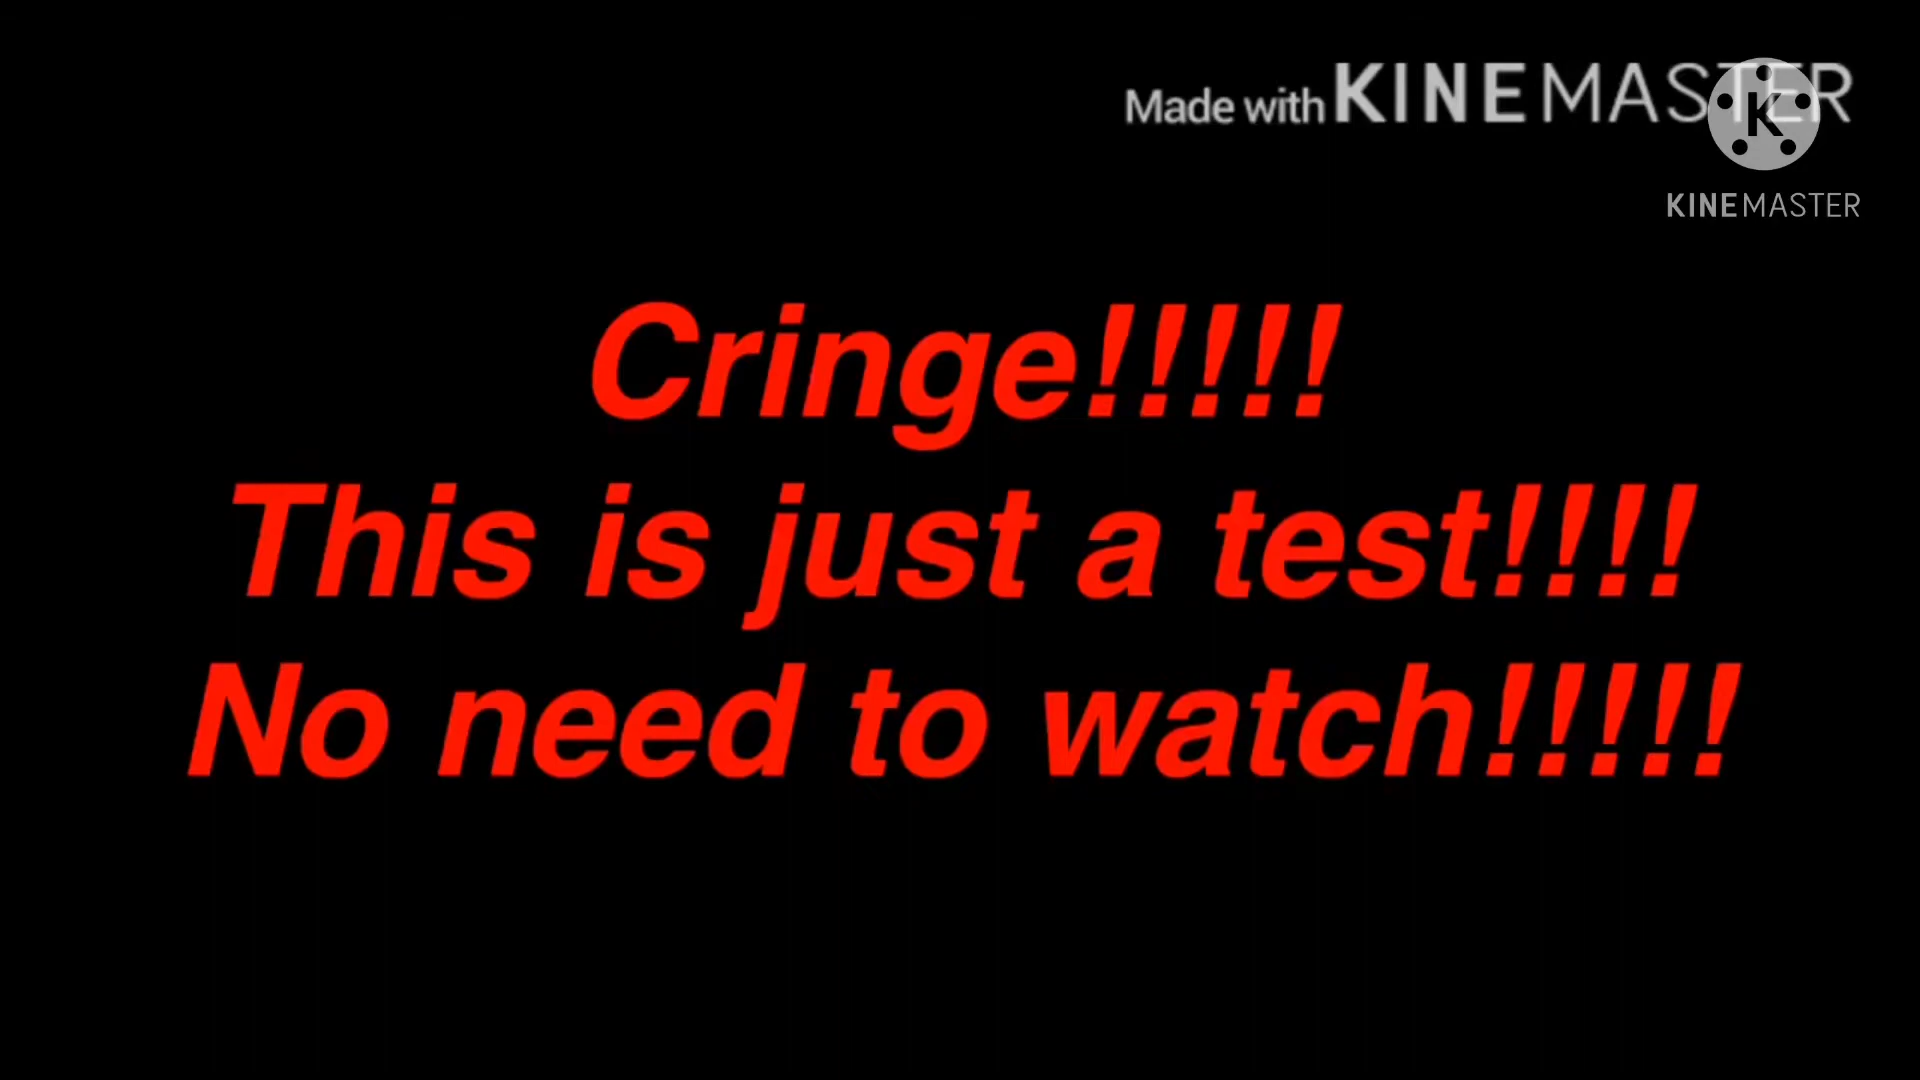 Made with KINEMASTER
K
KINEMASTER
Cringe!!!!!
This is just a test!!!!
No need to watch!!!!!